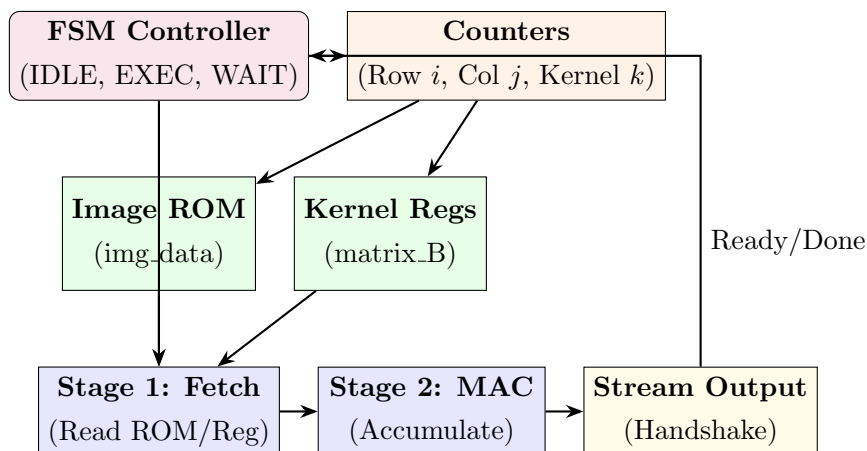 FSM Controller
(IDLE, EXEC, WAIT)
Counters
(Row i, Col j, Kernel k)
Image ROM
(img_data)
Kernel Regs
(matrix_B)
Ready/Done
Stage 1: Fetch
(Read ROM/Reg)
Stage 2: MAC
(Accumulate)
Stream Output
(Handshake)